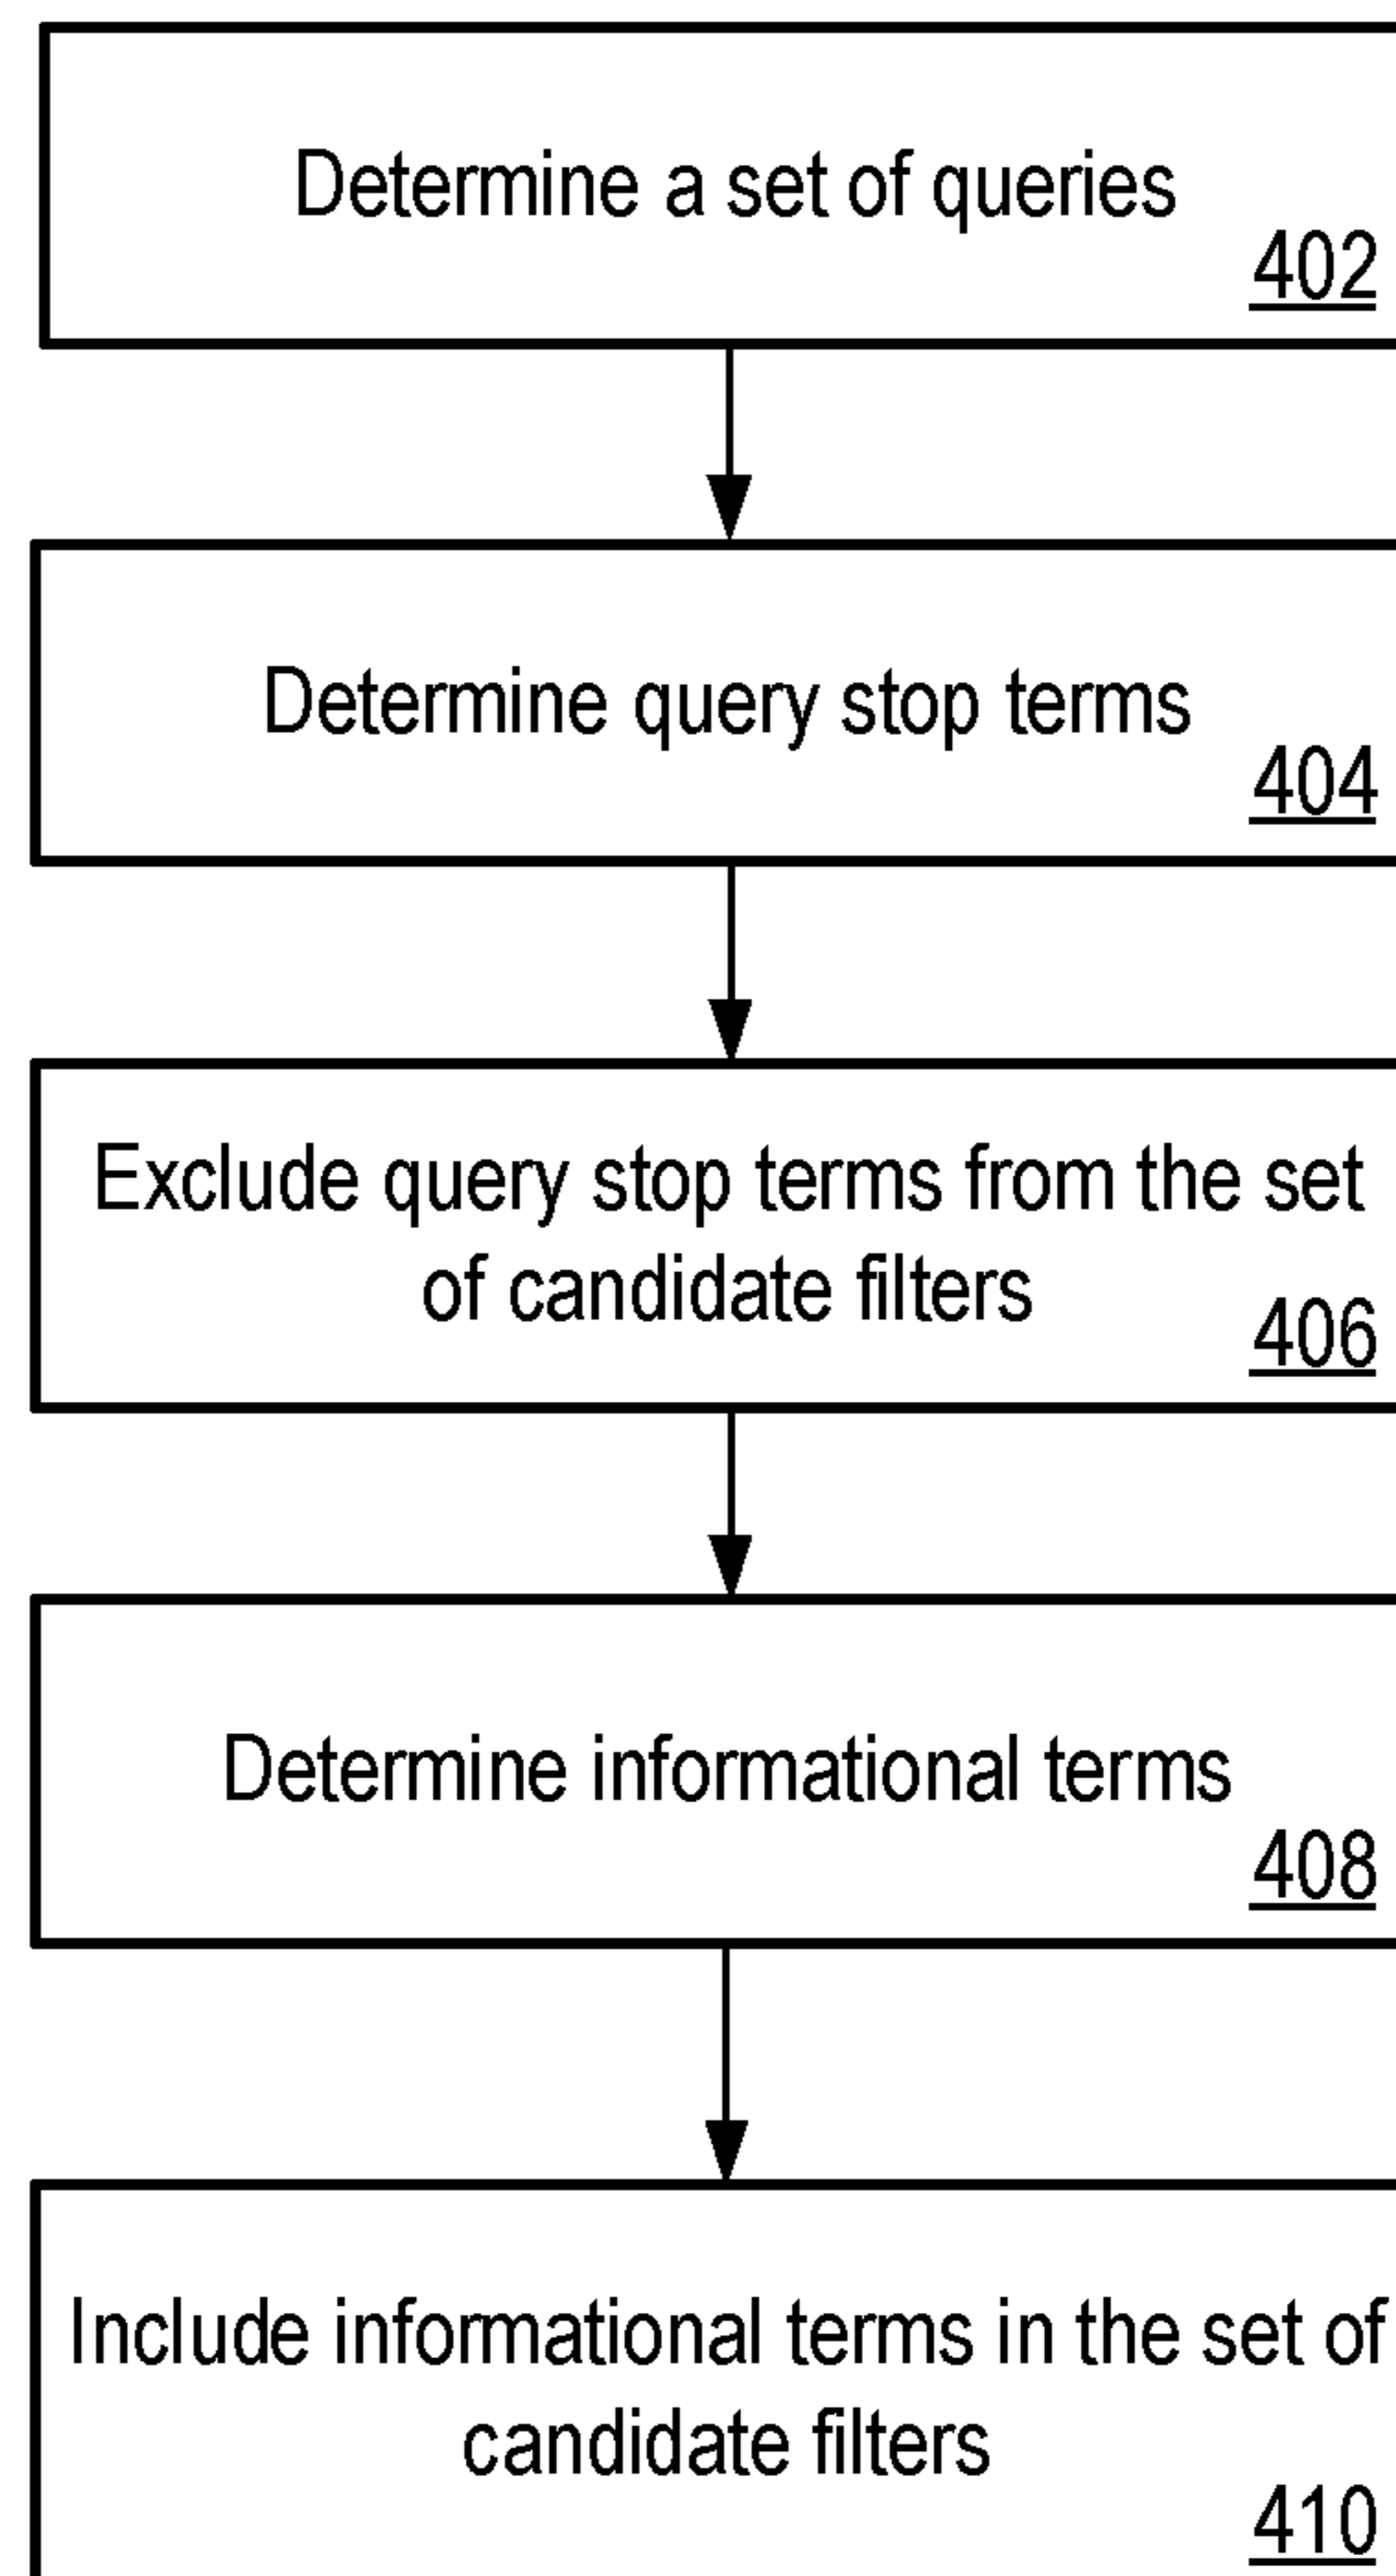 Determine a set of queries
402
Determine query stop terms
404
Exclude query stop terms from the set
of candidate filters
406
Determine informational terms
408
Include informational terms in the set of
candidate filters
410